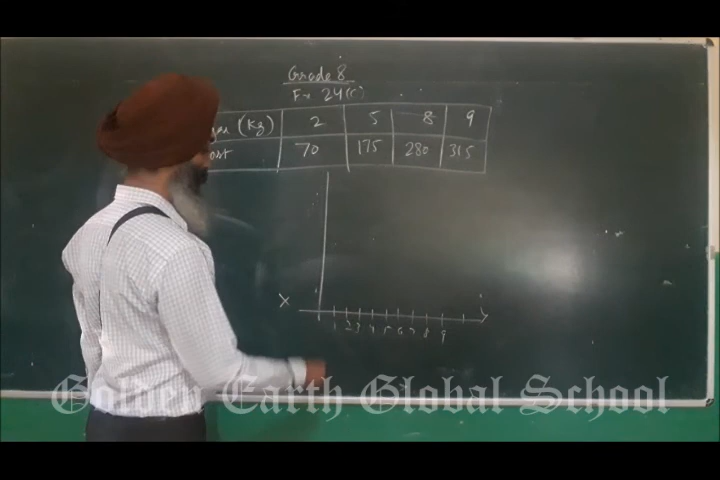 Grade 8
Ex 24(C)
(Kg) 2 5 8 9
ost 70 175 280 315
X
1 2 3 4 5 6 7 8 9
Golden Earth Global School